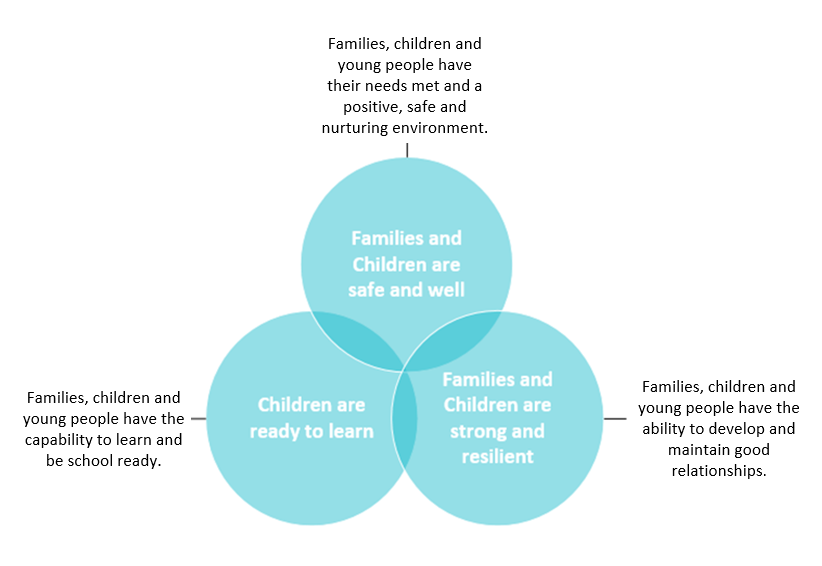 Families, children and
young people have
their needs met and a
positive, safe and
nurturing environment.
Families and
Children are
safe and well
Families, children and
young people have the
capability to learn and
be school ready.
Children are
ready to learn
Families and
Children are
strong and
resilient
Families, children and
young people have the
ability to develop and
maintain good
relationships.